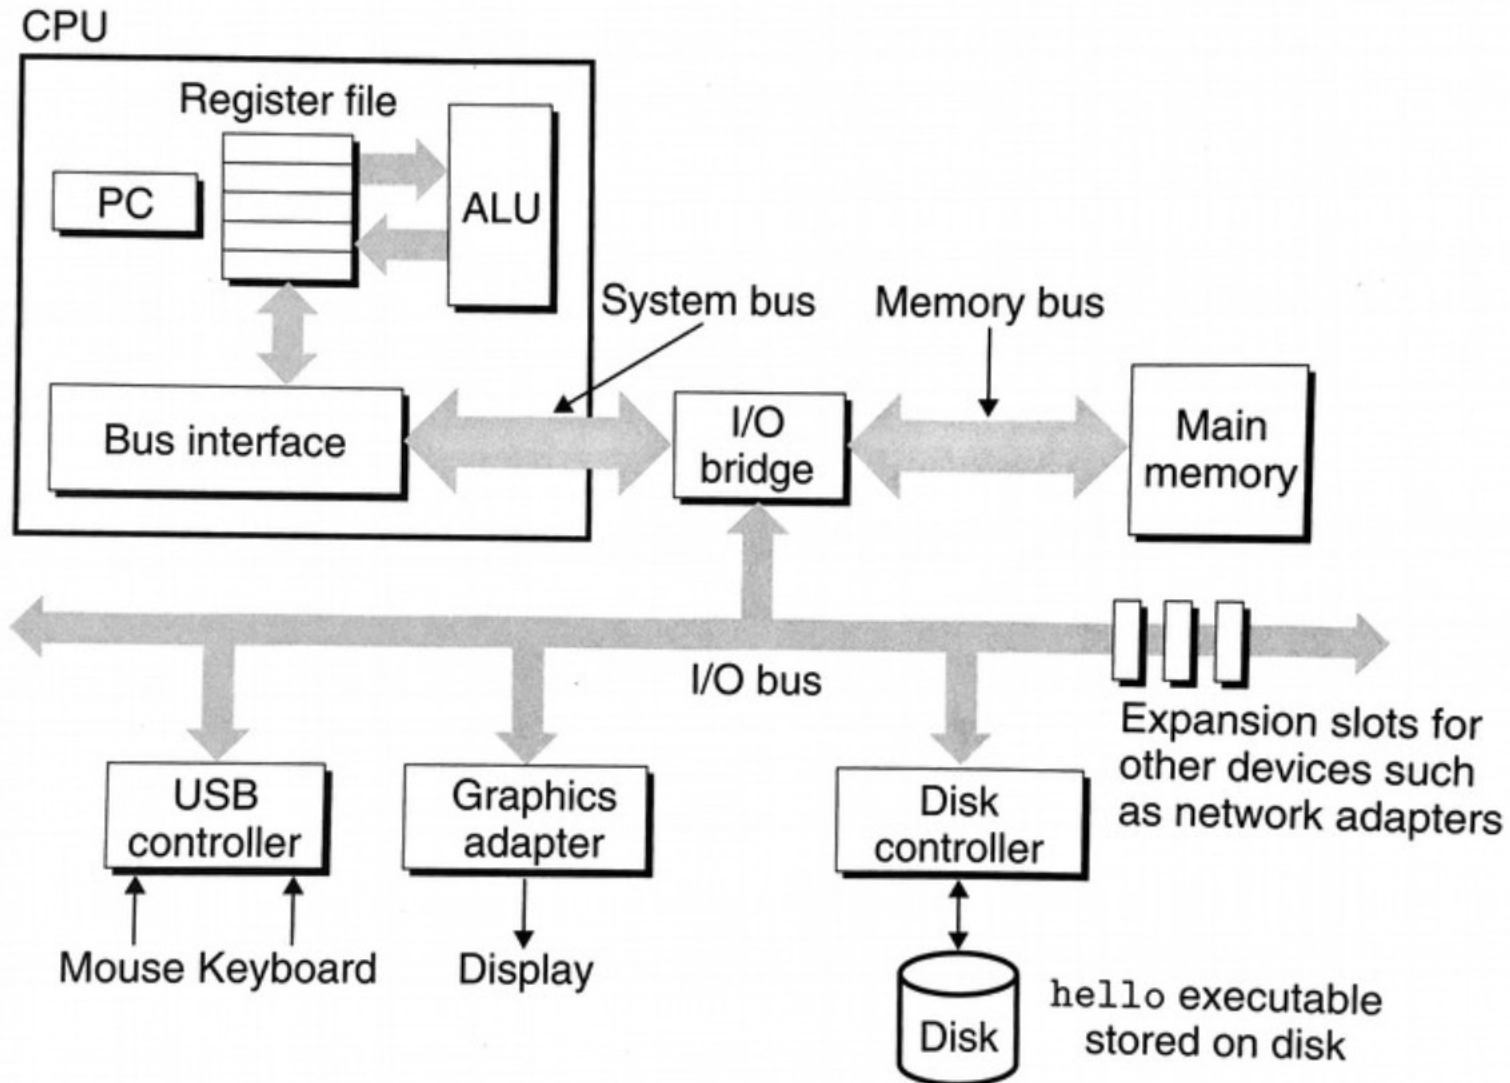 CPU
Register file
PC
ALU
System bus
Memory bus
Bus interface
I/O
bridge
Main
memory
I/O bus
Expansion slots for
other devices such
as network adapters
USB
controller
Graphics
adapter
Disk
controller
Mouse Keyboard
Display
Disk
hello executable
stored on disk